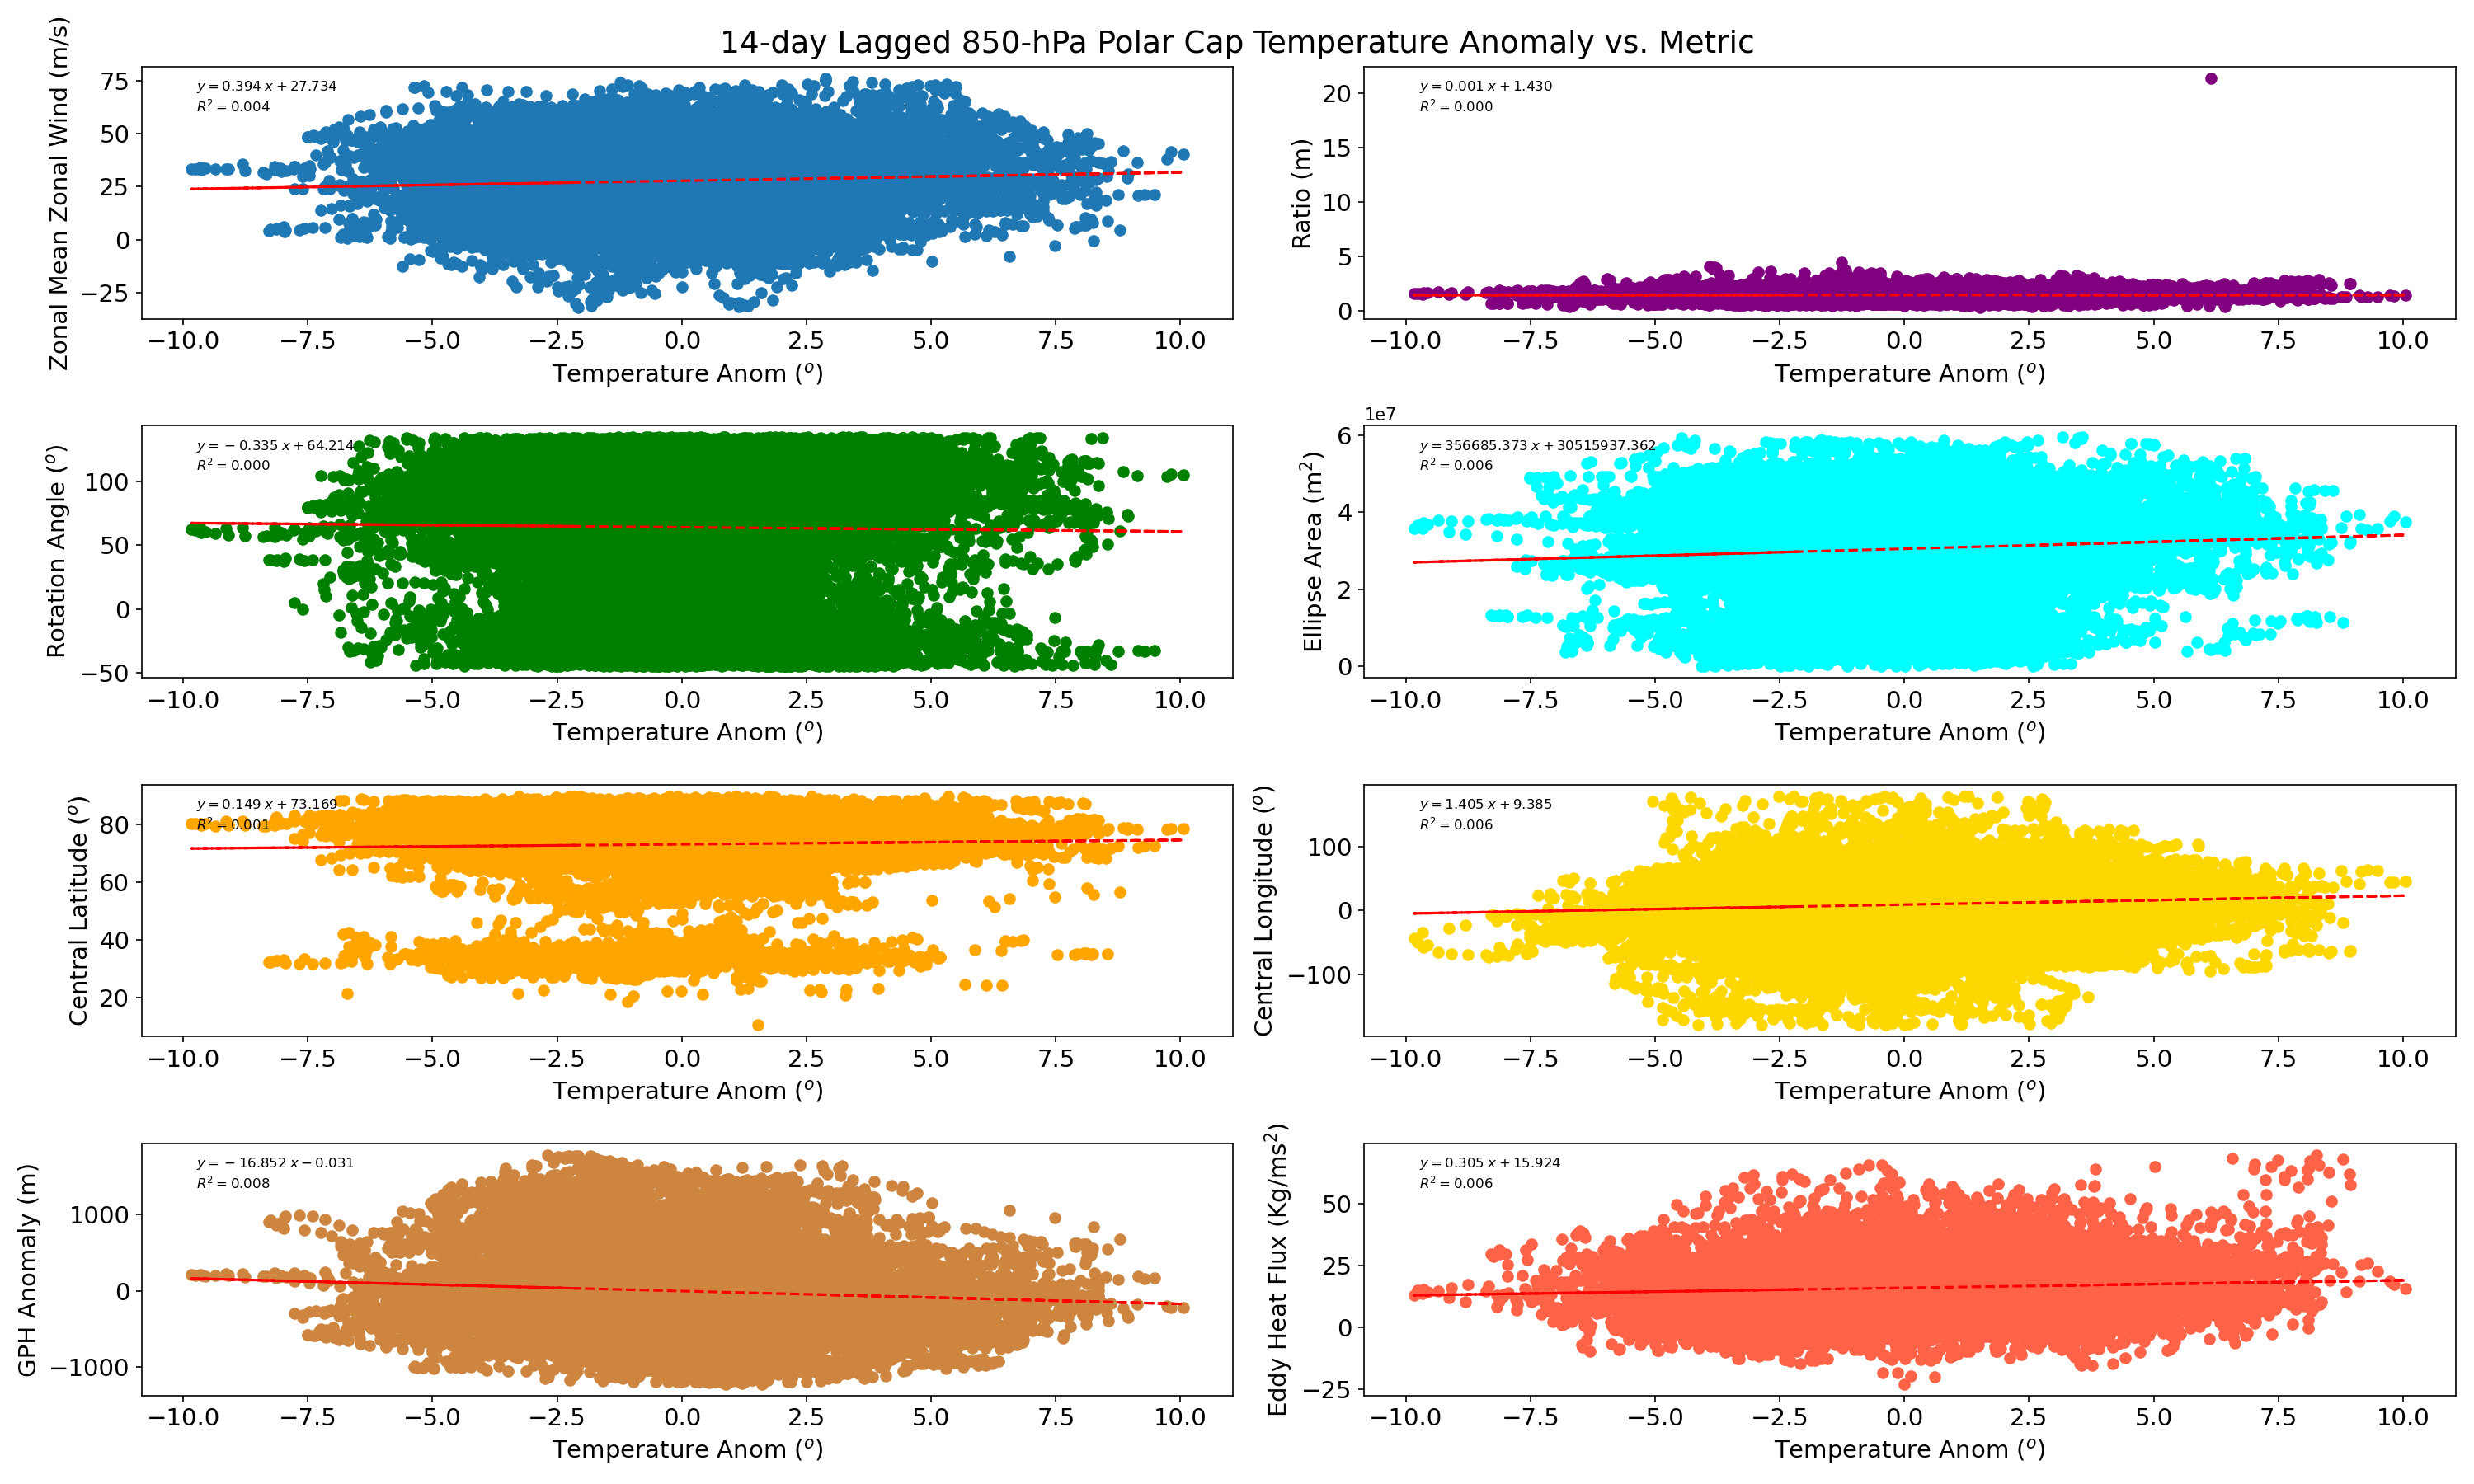 14-day Lagged 850-hPa Polar Cap Temperature Anomaly vs. Metric
Zonal Mean Zonal Wind (m/s)
75
50
25
0
−25
y = 0.394 x + 27.734
R² = 0.004
−10.0 −7.5 −5.0 −2.5 0.0 2.5 5.0 7.5 10.0
Temperature Anom (°)
Ratio (m)
20
15
10
5
0
y = 0.001 x + 1.430
R² = 0.000
−10.0 −7.5 −5.0 −2.5 0.0 2.5 5.0 7.5 10.0
Temperature Anom (°)
Rotation Angle (°)
100
50
0
−50
y = − 0.335 x + 64.214
R² = 0.000
−10.0 −7.5 −5.0 −2.5 0.0 2.5 5.0 7.5 10.0
Temperature Anom (°)
1e7
Ellipse Area (m²)
6
4
2
0
y = 356685.373 x + 30515937.362
R² = 0.006
−10.0 −7.5 −5.0 −2.5 0.0 2.5 5.0 7.5 10.0
Temperature Anom (°)
Central Latitude (°)
80
60
40
20
y = 0.149 x + 73.169
R² = 0.001
−10.0 −7.5 −5.0 −2.5 0.0 2.5 5.0 7.5 10.0
Temperature Anom (°)
Central Longitude (°)
100
0
−100
y = 1.405 x + 9.385
R² = 0.006
−10.0 −7.5 −5.0 −2.5 0.0 2.5 5.0 7.5 10.0
Temperature Anom (°)
GPH Anomaly (m)
1000
0
−1000
y = − 16.852 x − 0.031
R² = 0.008
−10.0 −7.5 −5.0 −2.5 0.0 2.5 5.0 7.5 10.0
Temperature Anom (°)
Eddy Heat Flux (Kg/ms²)
50
25
0
−25
y = 0.305 x + 15.924
R² = 0.006
−10.0 −7.5 −5.0 −2.5 0.0 2.5 5.0 7.5 10.0
Temperature Anom (°)